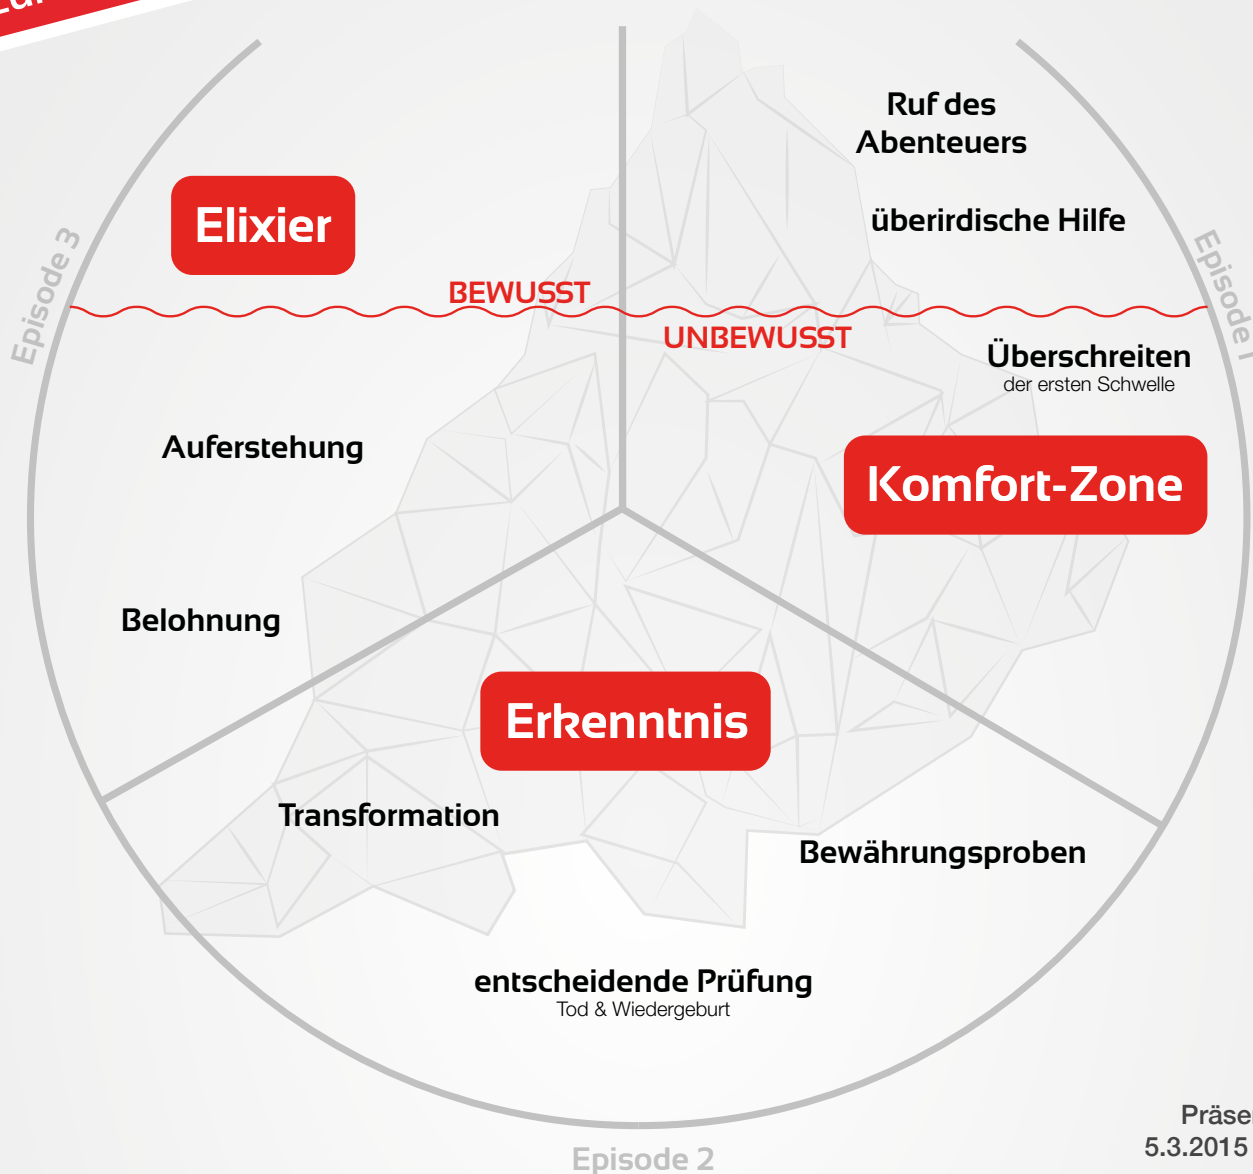 Ruf des
Abenteuers
überirdische Hilfe
Elixier
Episode 3
Episode 1
BEWUSST
UNBEWUSST
Überschreiten
der ersten Schwelle
Auferstehung
Komfort-Zone
Belohnung
Erkenntnis
Transformation
Bewährungsproben
entscheidende Prüfung
Tod & Wiedergeburt
5.3.2015
Episode 2